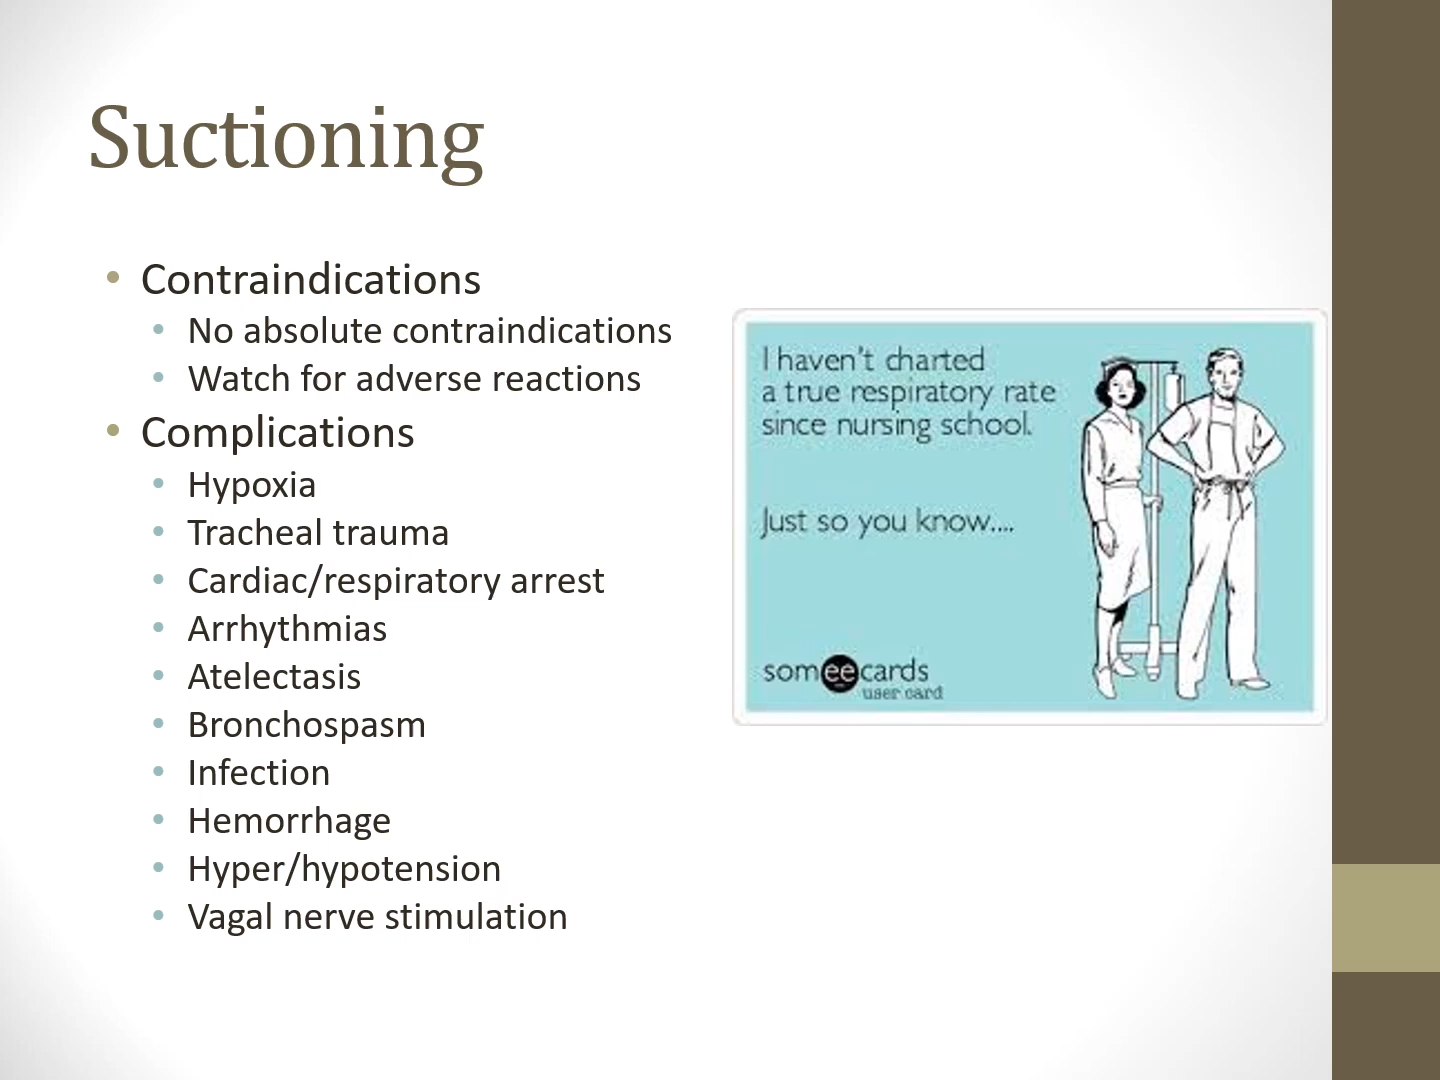 Suctioning
• Contraindications
• No absolute contraindications
• Watch for adverse reactions
• Complications
• Hypoxia
• Tracheal trauma
• Cardiac/respiratory arrest
• Arrhythmias
• Atelectasis
• Bronchospasm
• Infection
• Hemorrhage
• Hyper/hypotension
• Vagal nerve stimulation
I haven't charted
a true respiratory rate
since nursing school.
Just so you know....
someecards
user card